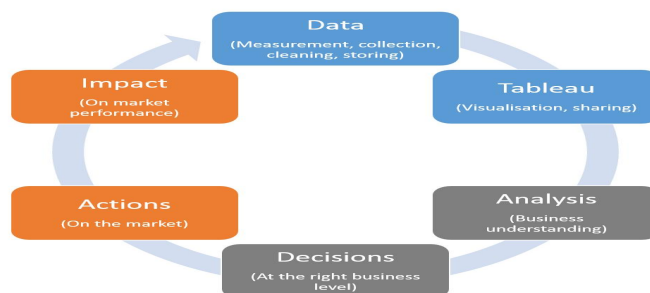 Data
(Measurement, collection,
cleaning, storing)
Tableau
(Visualisation, sharing)
Analysis
(Business
understanding)
Decisions
(At the right business
level)
Actions
(On the market)
Impact
(On market
performance)